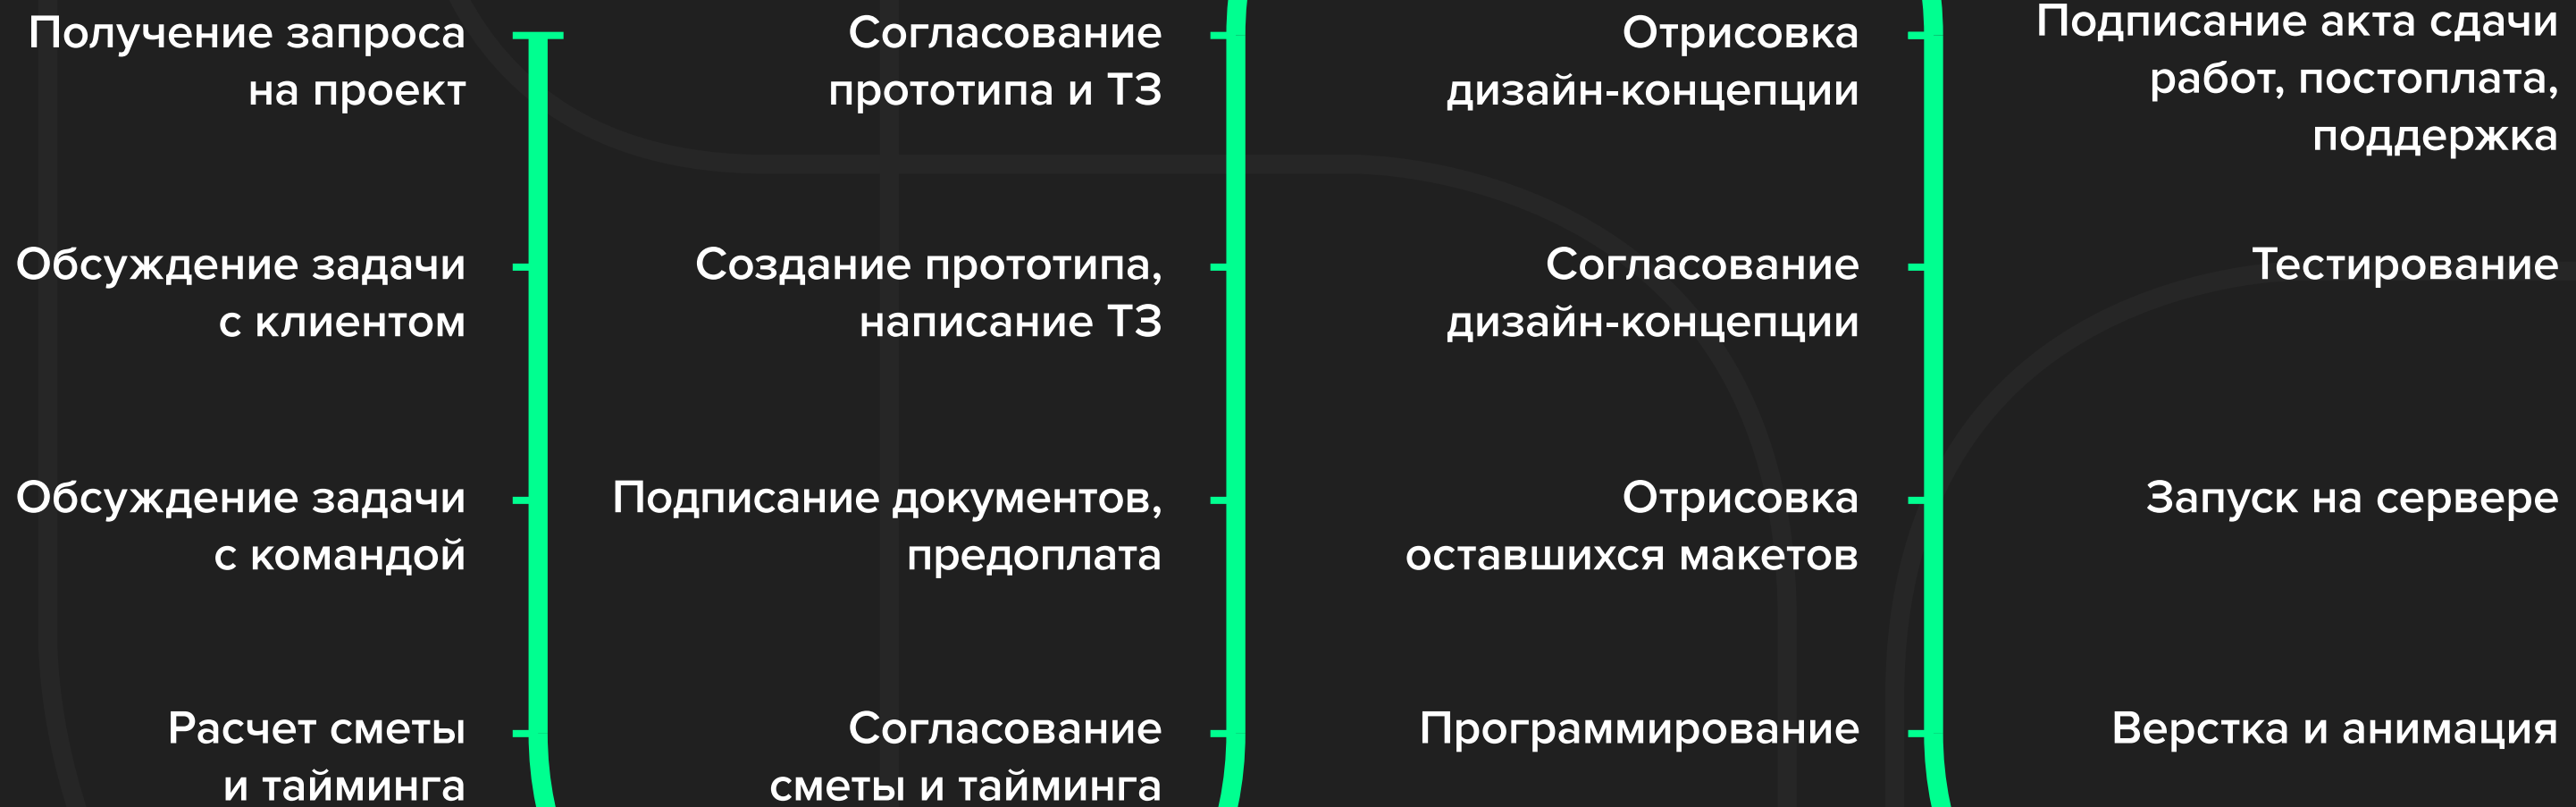 Получение запроса
на проект
Обсуждение задачи
с клиентом
Обсуждение задачи
с командой
Расчет сметы
и тайминга
Согласование
прототипа и ТЗ
Создание прототипа,
написание ТЗ
Подписание документов,
предоплата
Согласование
сметы и тайминга
Отрисовка
дизайн-концепции
Согласование
дизайн-концепции
Отрисовка
оставшихся макетов
Программирование
Подписание акта сдачи
работ, постоплата,
поддержка
Тестирование
Запуск на сервере
Верстка и анимация